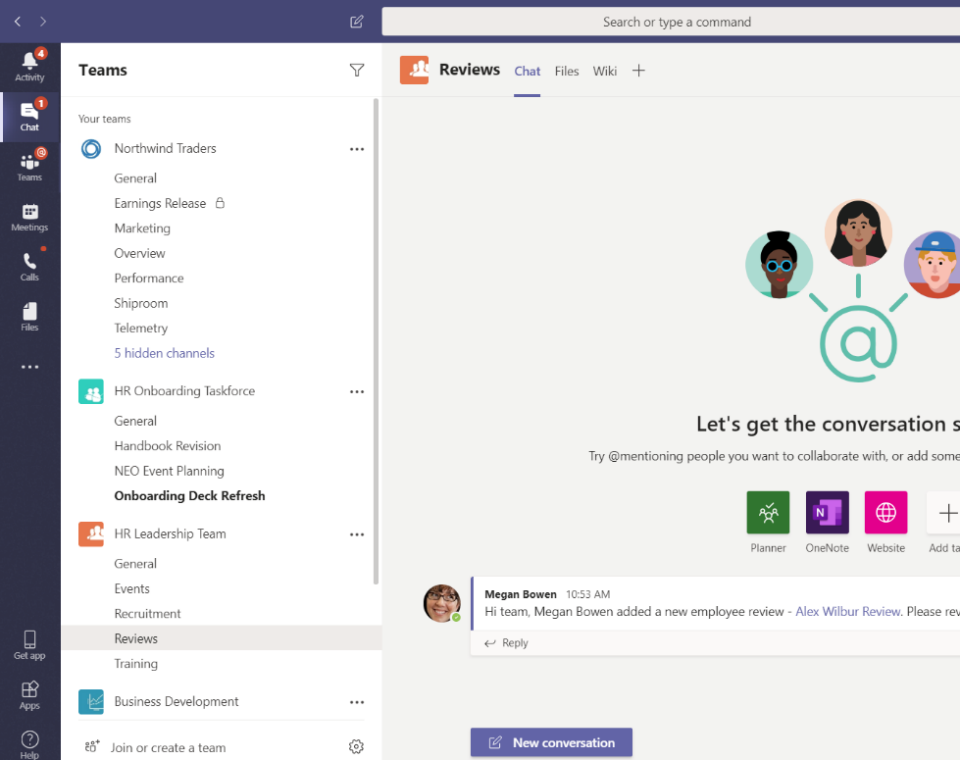 Search or type a command
4
Activity
1
Chat
@
Teams
Meetings
Calls
Files
Get app
Apps
Help
Teams
Your teams
Northwind Traders
General
Earnings Release
Marketing
Overview
Performance
Shiproom
Telemetry
5 hidden channels
HR Onboarding Taskforce
General
Handbook Revision
NEO Event Planning
Onboarding Deck Refresh
HR Leadership Team
General
Events
Recruitment
Reviews
Training
Business Development
Join or create a team
Reviews Chat Files Wiki
@
Let's get the conversation s
Try @mentioning people you want to collaborate with, or add some
N
Planner OneNote Website Add ta
Megan Bowen 10:53 AM
Hi team, Megan Bowen added a new employee review - Alex Wilbur Review. Please rev
Reply
New conversation